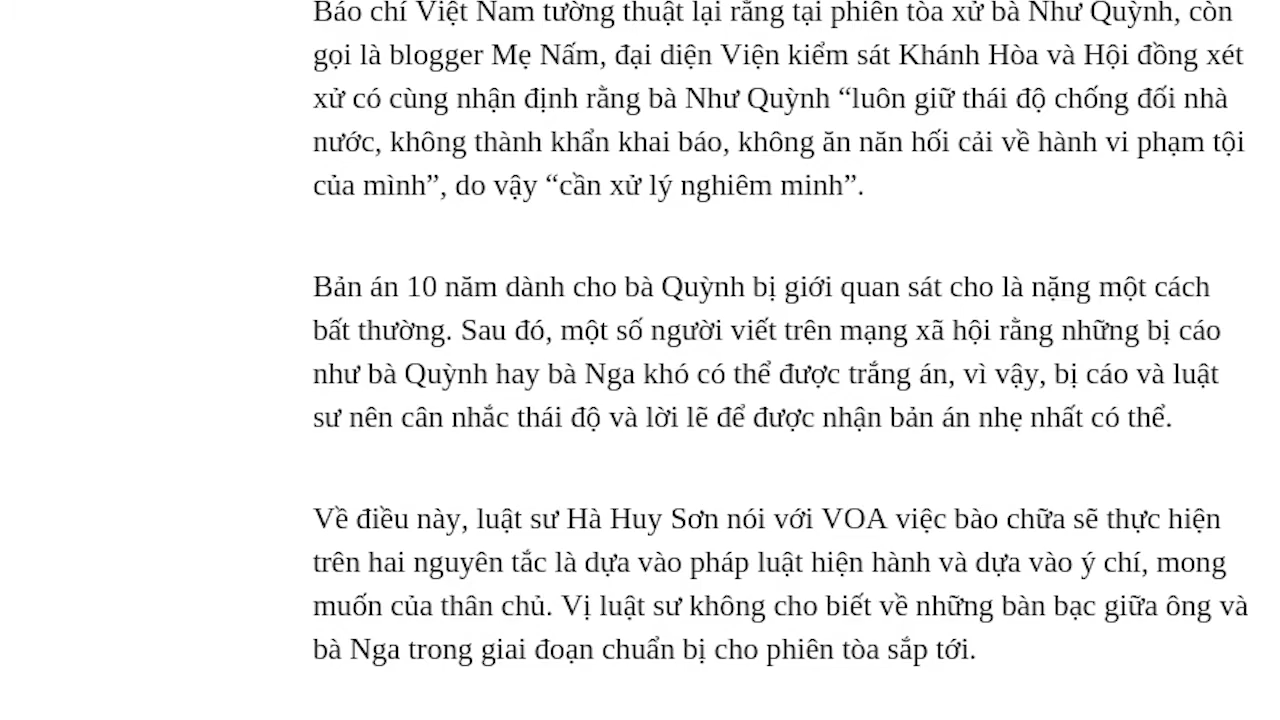 Báo chí Việt Nam tường thuật lại rằng tại phiên tòa xử bà Như Quỳnh, còn
gọi là blogger Mẹ Nấm, đại diện Viện kiểm sát Khánh Hòa và Hội đồng xét
xử có cùng nhận định rằng bà Như Quỳnh “luôn giữ thái độ chống đối nhà
nước, không thành khẩn khai báo, không ăn năn hối cải về hành vi phạm tội
của mình”, do vậy “cần xử lý nghiêm minh”.
Bản án 10 năm dành cho bà Quỳnh bị giới quan sát cho là nặng một cách
bất thường. Sau đó, một số người viết trên mạng xã hội rằng những bị cáo
như bà Quỳnh hay bà Nga khó có thể được trắng án, vì vậy, bị cáo và luật
sư nên cân nhắc thái độ và lời lẽ để được nhận bản án nhẹ nhất có thể.
Về điều này, luật sư Hà Huy Sơn nói với VOA việc bào chữa sẽ thực hiện
trên hai nguyên tắc là dựa vào pháp luật hiện hành và dựa vào ý chí, mong
muốn của thân chủ. Vị luật sư không cho biết về những bàn bạc giữa ông và
bà Nga trong giai đoạn chuẩn bị cho phiên tòa sắp tới.